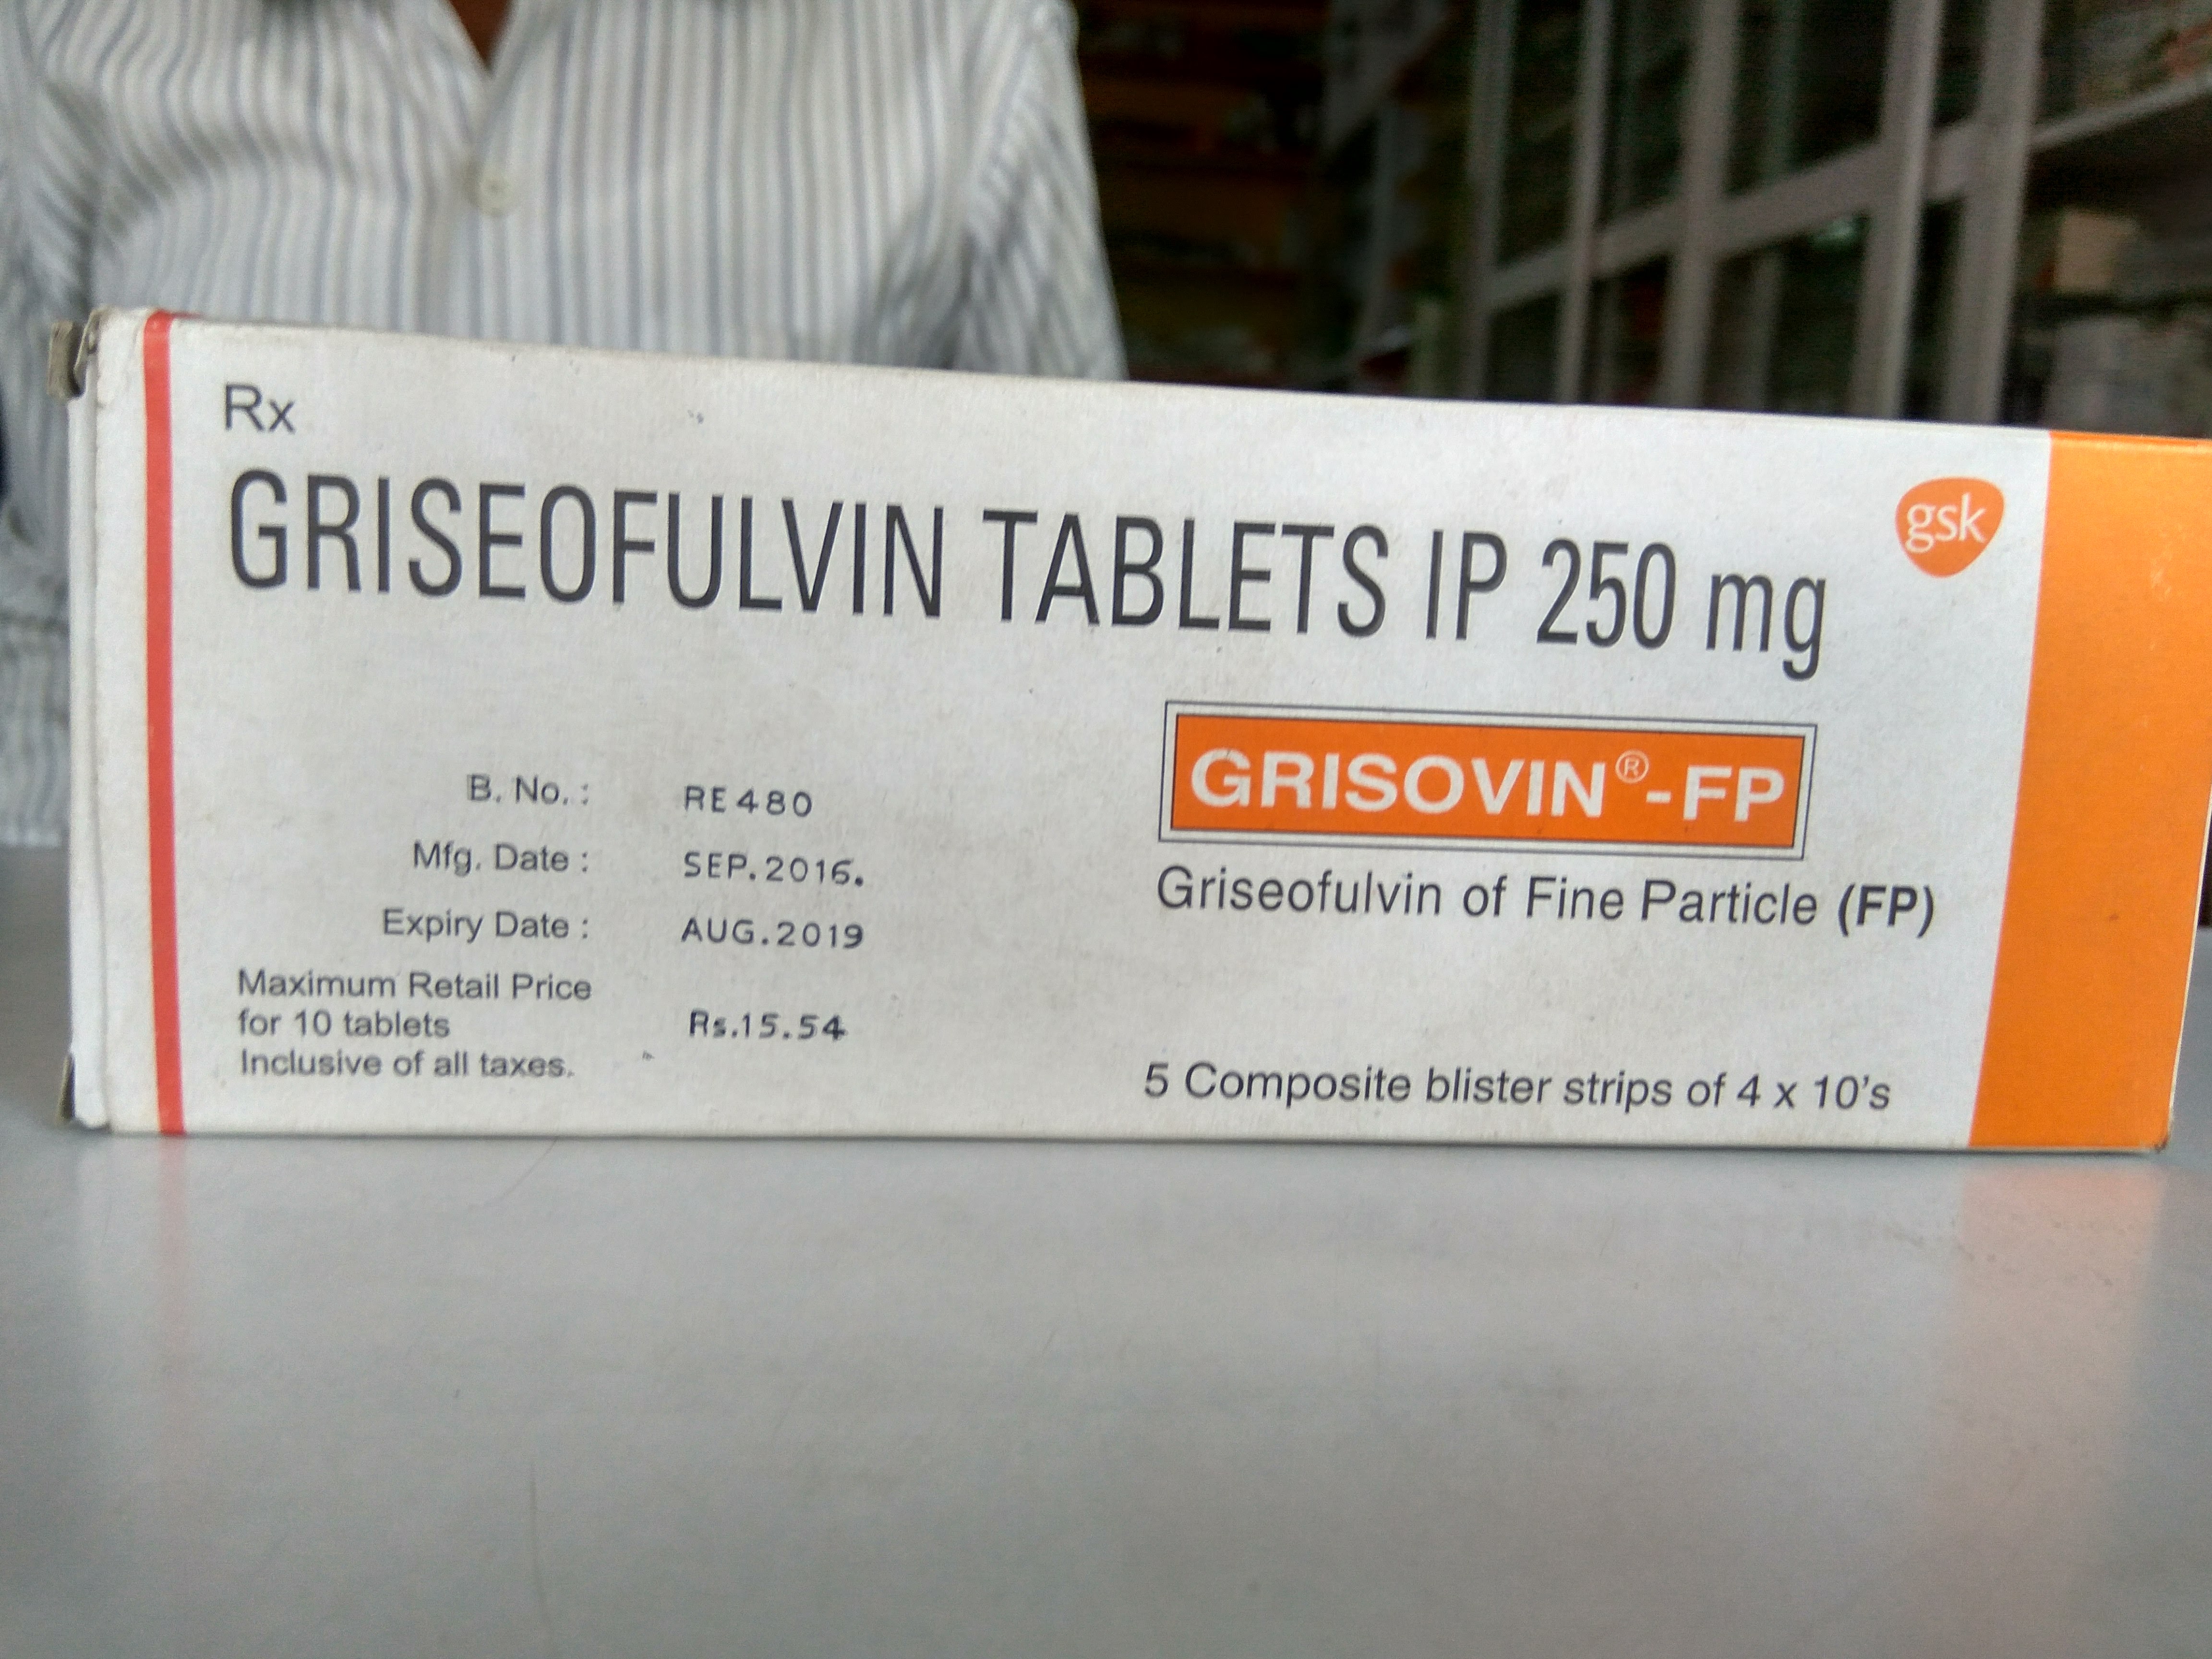 Rx
GRISEOFULVIN TABLETS IP 250 mg
gsk
GRISOVIN®-FP
Griseofulvin of Fine Particle (FP)
B. No. : RE480
Mfg. Date : SEP.2016.
Expiry Date : AUG.2019
Maximum Retail Price
for 10 tablets Rs.15.54
Inclusive of all taxes.
5 Composite blister strips of 4 x 10's